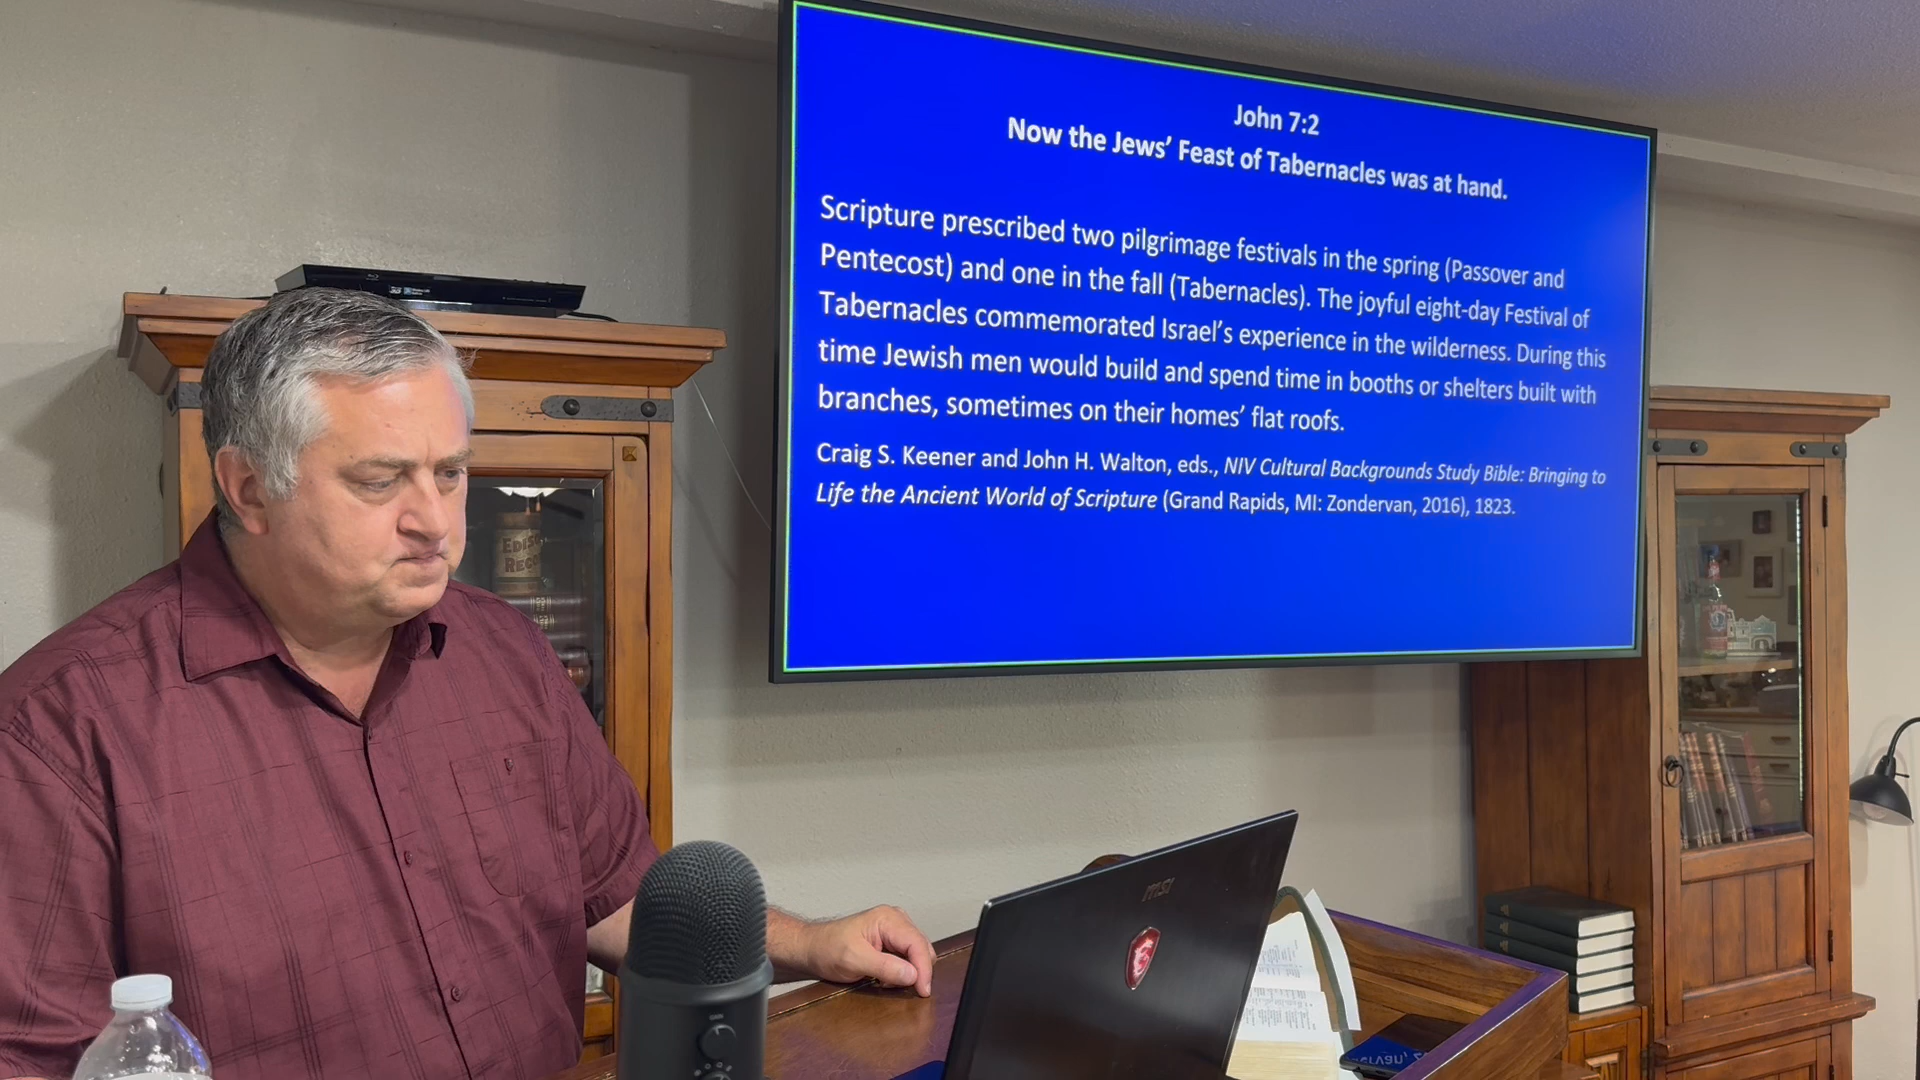 John 7:2
Now the Jews’ Feast of Tabernacles was at hand.
Scripture prescribed two pilgrimage festivals in the spring (Passover and
Pentecost) and one in the fall (Tabernacles). The joyful eight-day Festival of
Tabernacles commemorated Israel’s experience in the wilderness. During this
time Jewish men would build and spend time in booths or shelters built with
branches, sometimes on their homes’ flat roofs.
Craig S. Keener and John H. Walton, eds., NIV Cultural Backgrounds Study Bible: Bringing to
Life the Ancient World of Scripture (Grand Rapids, MI: Zondervan, 2016), 1823.
msi